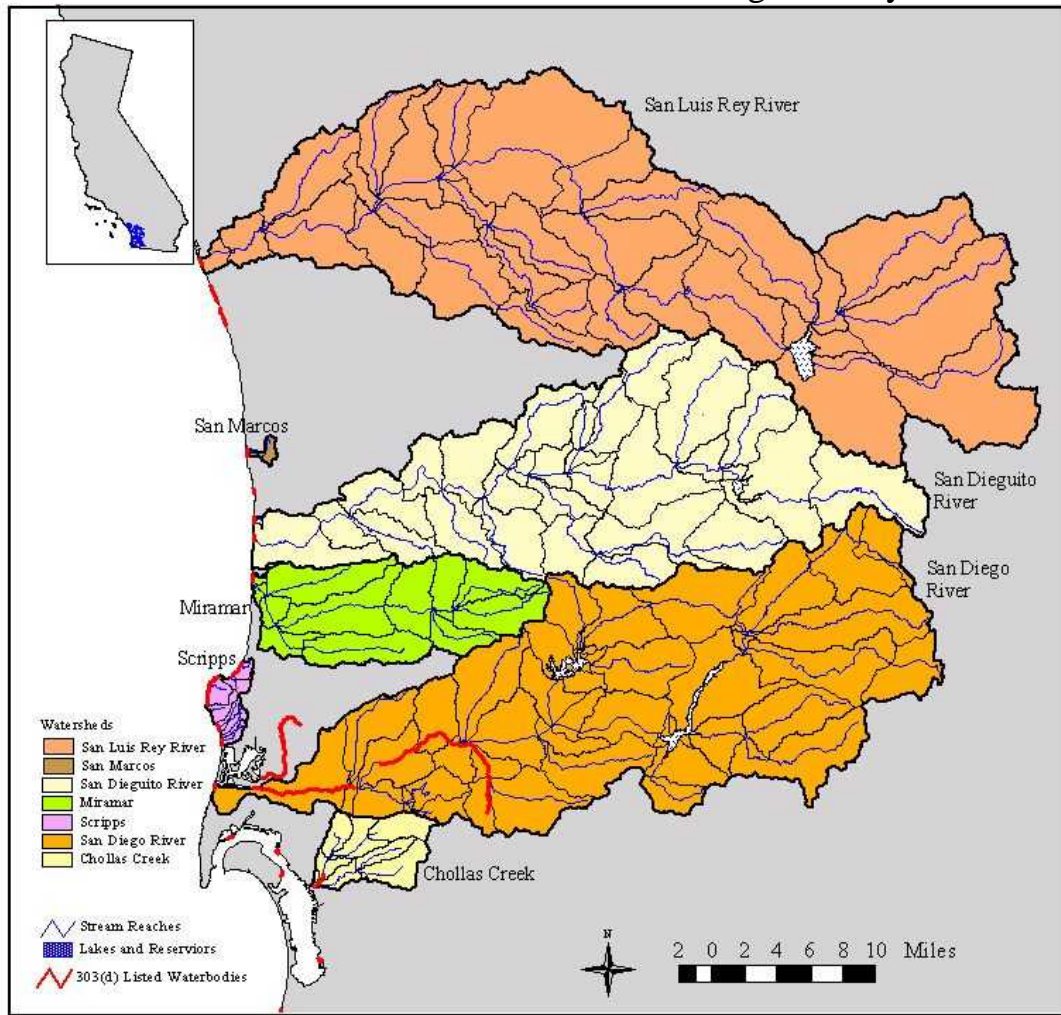 San Luis Rey River
San Marcos
San Dieguito
River
San Diego
River
Miramar
Scripps
Chollas Creek
Watersheds
San Luis Rey River
San Marcos
San Dieguito River
Miramar
Scripps
San Diego River
Chollas Creek
Stream Reaches
Lakes and Reserviors
303(d) Listed Waterbodies
N
2 0 2 4 6 8 10 Miles